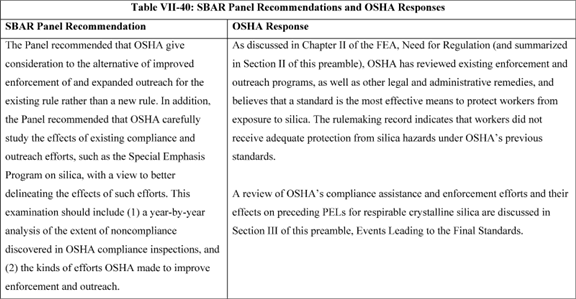 Table VII-40: SBAR Panel Recommendations and OSHA Responses
SBAR Panel Recommendation
The Panel recommended that OSHA give
consideration to the alternative of improved
enforcement of and expanded outreach for the
existing rule rather than a new rule. In addition,
the Panel recommended that OSHA carefully
study the effects of existing compliance and
outreach efforts, such as the Special Emphasis
Program on silica, with a view to better
delineating the effects of such efforts. This
examination should include (1) a year-by-year
analysis of the extent of noncompliance
discovered in OSHA compliance inspections, and
(2) the kinds of efforts OSHA made to improve
enforcement and outreach.
OSHA Response
As discussed in Chapter II of the FEA, Need for Regulation (and summarized
in Section II of this preamble), OSHA has reviewed existing enforcement and
outreach programs, as well as other legal and administrative remedies, and
believes that a standard is the most effective means to protect workers from
exposure to silica. The rulemaking record indicates that workers did not
receive adequate protection from silica hazards under OSHA's previous
standards.
A review of OSHA's compliance assistance and enforcement efforts and their
effects on preceding PELs for respirable crystalline silica are discussed in
Section III of this preamble, Events Leading to the Final Standards.